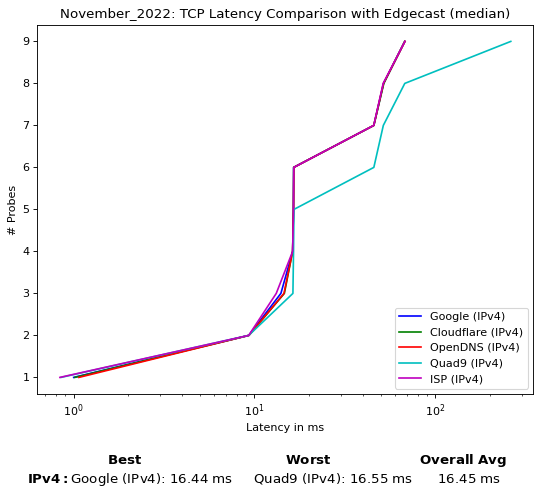 November_2022: TCP Latency Comparison with Edgecast (median)
9
8
7
6
5
4
3
2
1
# Probes
Google (IPv4)
Cloudflare (IPv4)
OpenDNS (IPv4)
Quad9 (IPv4)
ISP (IPv4)
10^0 10^1 10^2
Latency in ms
Best Worst Overall Avg
IPv4: Google (IPv4): 16.44 ms Quad9 (IPv4): 16.55 ms 16.45 ms